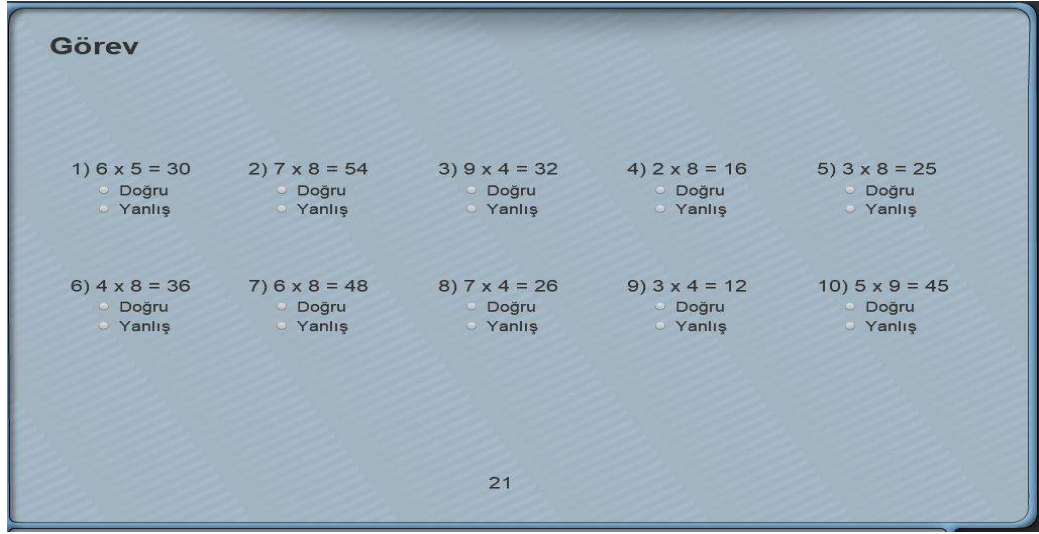 Görev
1) 6 x 5 = 30 2) 7 x 8 = 54 3) 9 x 4 = 32 4) 2 x 8 = 16 5) 3 x 8 = 25
Doğru Doğru Doğru Doğru Doğru
Yanlış Yanlış Yanlış Yanlış Yanlış
6) 4 x 8 = 36 7) 6 x 8 = 48 8) 7 x 4 = 26 9) 3 x 4 = 12 10) 5 x 9 = 45
Doğru Doğru Doğru Doğru Doğru
Yanlış Yanlış Yanlış Yanlış Yanlış
21